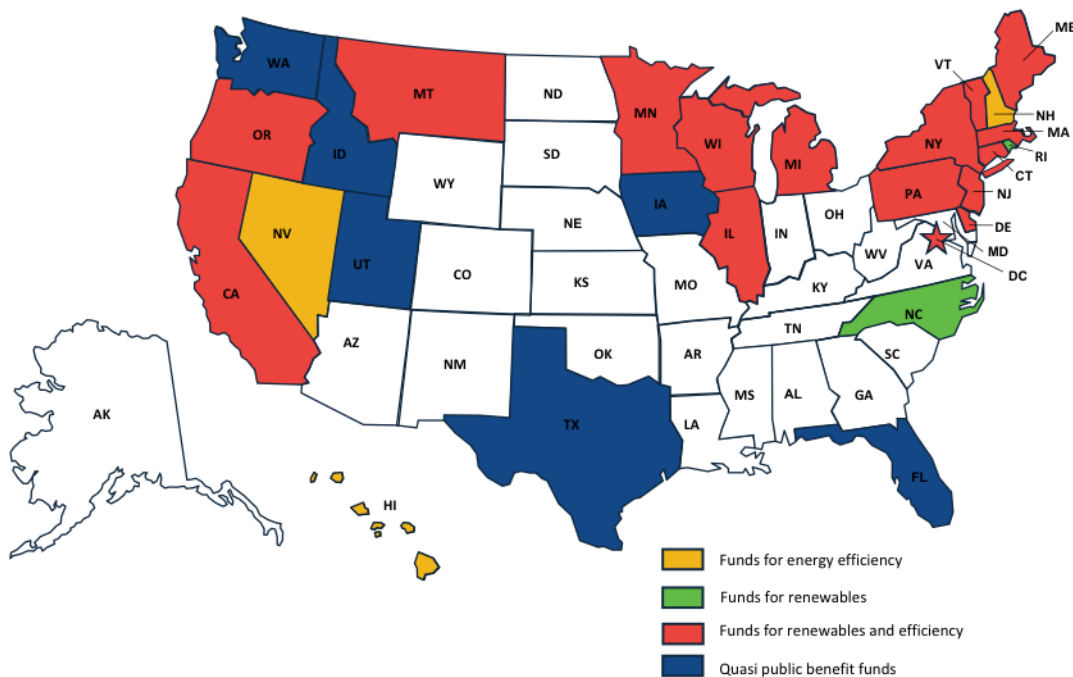 ME
WA
VT
MT
ND
MN
NH
OR
MA
WI
NY
ID
SD
MI
RI
CT
WY
PA
NJ
IA
NE
OH
NV
IL
IN
DE
UT
WV
MD
CO
VA
DC
KS
MO
KY
CA
NC
TN
AZ
OK
AR
SC
NM
MS
AL
GA
AK
TX
LA
FL
HI
Funds for energy efficiency
Funds for renewables
Funds for renewables and efficiency
Quasi public benefit funds